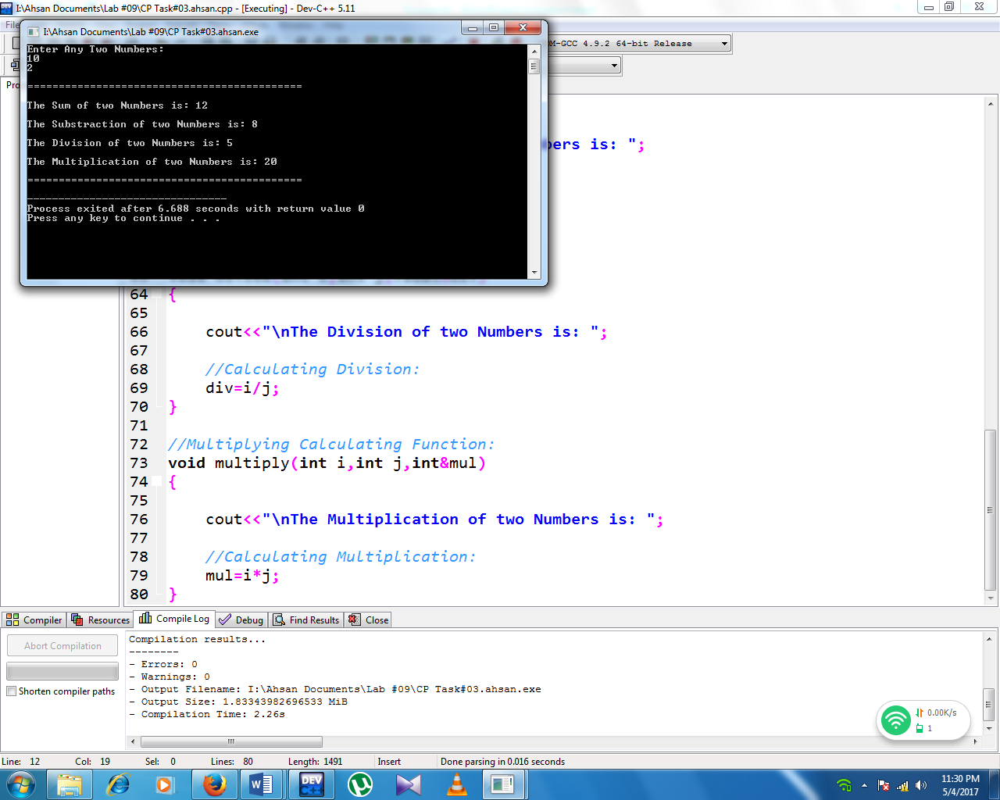 I:\Ahsan Documents\Lab #09\CP Task#03.ahsan.cpp - [Executing] - Dev-C++ 5.11
I:\Ahsan Documents\Lab #09\CP Task#03.ahsan.exe
Enter Any Two Numbers:
10
2
============================================
The Sum of two Numbers is: 12
The Substraction of two Numbers is: 8
The Division of two Numbers is: 5
The Multiplication of two Numbers is: 20
============================================
--------------------------------
Process exited after 6.688 seconds with return value 0
Press any key to continue . . .
DM-GCC 4.9.2 64-bit Release
bers is: ";
64 {
65
66 cout<<"\nThe Division of two Numbers is: ";
67
68 //Calculating Division:
69 div=i/j;
70 }
71
72 //Multiplying Calculating Function:
73 void multiply(int i,int j,int&mul)
74 {
75
76 cout<<"\nThe Multiplication of two Numbers is: ";
77
78 //Calculating Multiplication:
79 mul=i*j;
80 }
Compiler Resources Compile Log Debug Find Results Close
Abort Compilation
Shorten compiler paths
Compilation results...
--------
- Errors: 0
- Warnings: 0
- Output Filename: I:\Ahsan Documents\Lab #09\CP Task#03.ahsan.exe
- Output Size: 1.83343982696533 MiB
- Compilation Time: 2.26s
0.00K/s
1
Line: 12 Col: 19 Sel: 0 Lines: 80 Length: 1491 Insert Done parsing in 0.016 seconds
DEV C++
11:30 PM
5/4/2017